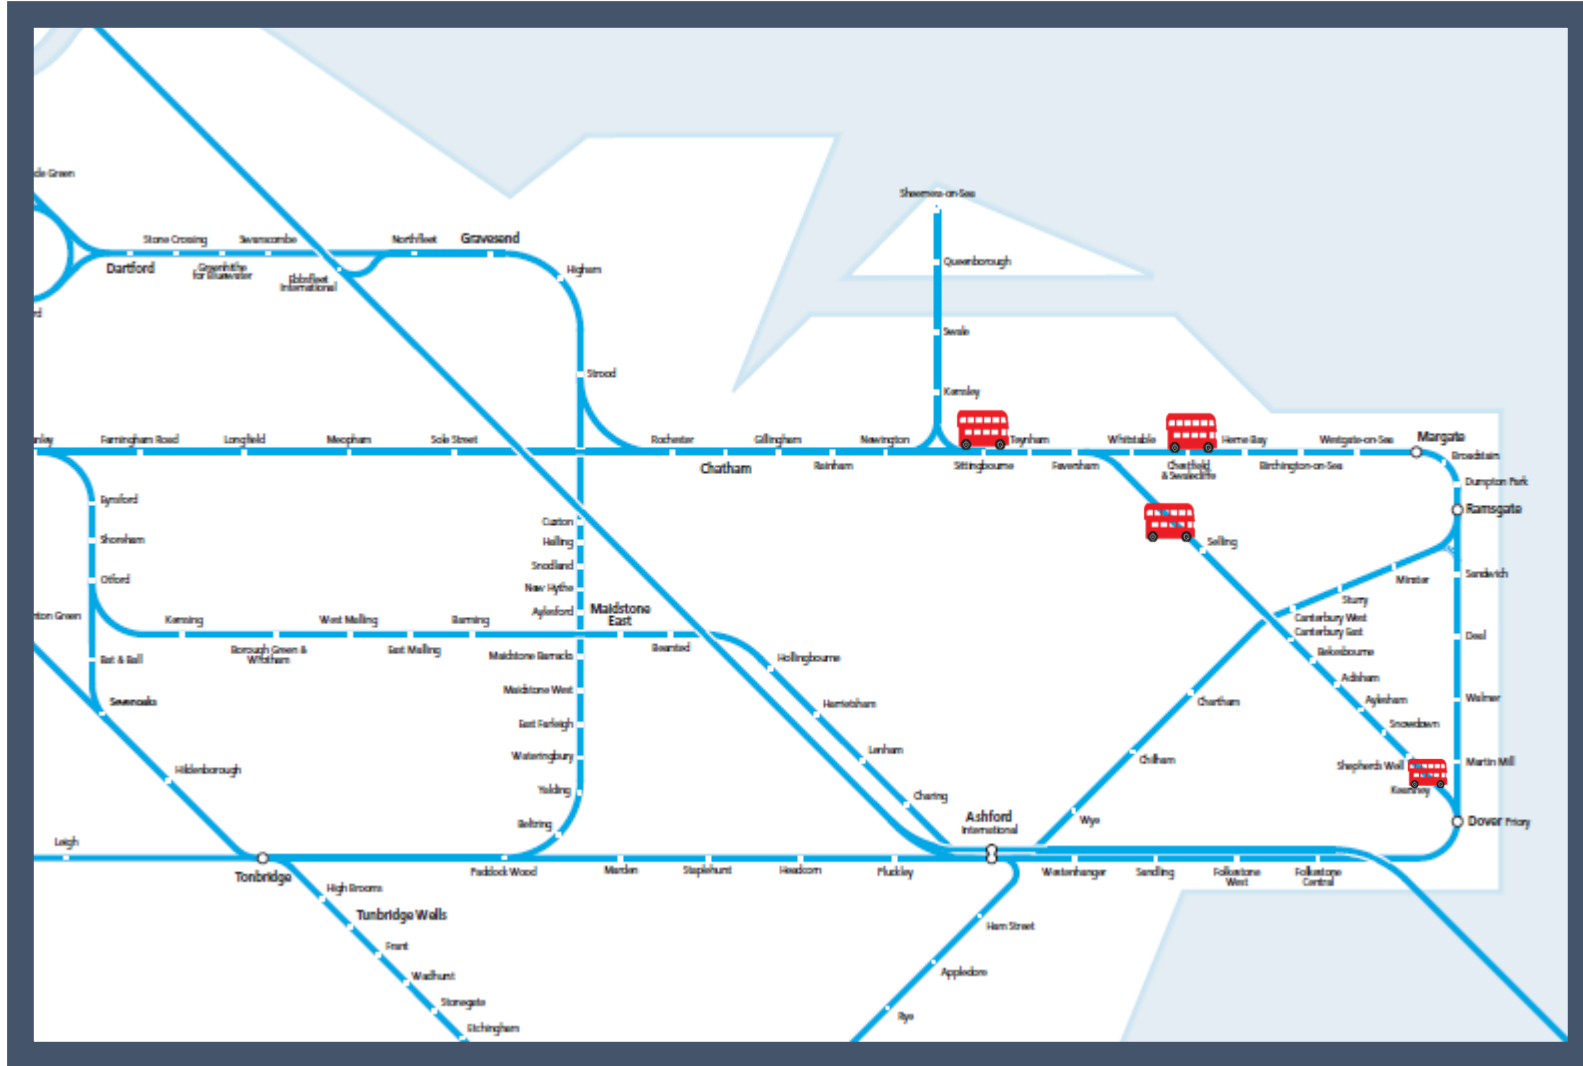 Sheerness-on-Sea
de Green
Stone Crossing
Swanscombe
Northfleet
Gravesend
Dartford
Greenhithe
for Bluewater
Ebbsfleet
International
Higham
Queenborough
rd
Swale
Strood
Kemsley
nley
Farningham Road
Longfield
Meopham
Sole Street
Rochester
Gillingham
Newington
Teynham
Whitstable
Herne Bay
Westgate-on-Sea
Margate
Chatham
Rainham
Sittingbourne
Faversham
Chestfield
& Swalecliffe
Birchington-on-Sea
Broadstairs
Dumpton Park
Ramsgate
Eynsford
Shoreham
Otford
Cuxton
Halling
Snodland
New Hythe
Aylesford
Selling
Minster
Sandwich
Sturry
nton Green
Kemsing
West Malling
Barming
Maidstone
East
Canterbury West
Canterbury East
Deal
Borough Green &
Wrotham
East Malling
Bearsted
Bat & Ball
Maidstone Barracks
Hollingbourne
Bekesbourne
Adisham
Aylesham
Snowdown
Sevenoaks
Maidstone West
Harrietsham
Chartham
Walmer
East Farleigh
Wateringbury
Lenham
Chilham
Shepherds Well
Martin Mill
Hildenborough
Yalding
Charing
Kearsney
Beltring
Ashford
International
Wye
Dover Priory
Leigh
Tonbridge
Paddock Wood
Marden
Staplehurst
Headcorn
Pluckley
Westenhanger
Sandling
Folkestone
West
Folkestone
Central
High Brooms
Tunbridge Wells
Ham Street
Frant
Wadhurst
Appledore
Stonegate
Rye
Etchingham